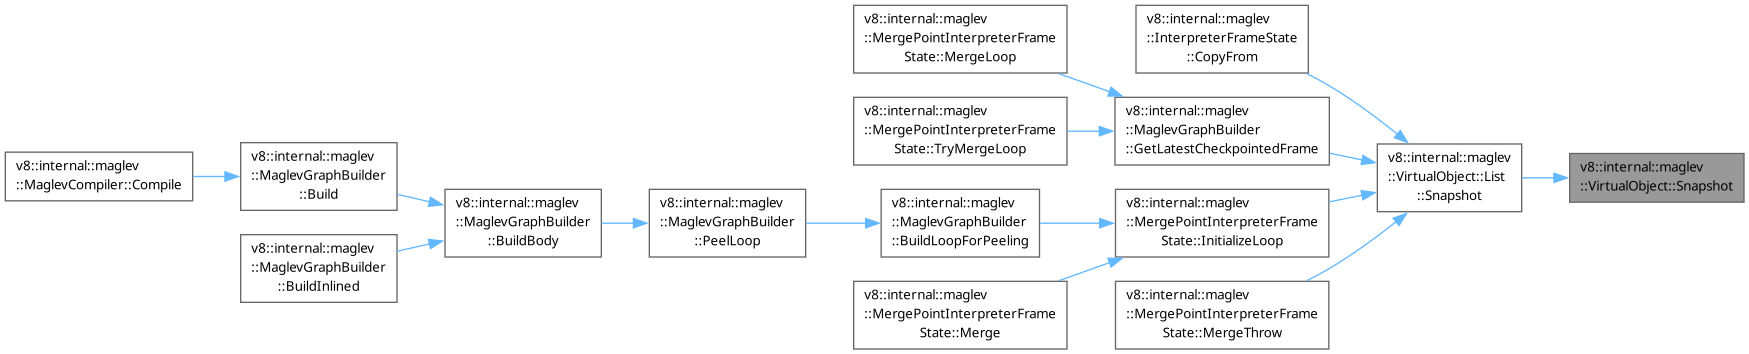 v8::internal::maglev
::MaglevCompiler::Compile
v8::internal::maglev
::MaglevGraphBuilder
::Build
v8::internal::maglev
::MaglevGraphBuilder
::BuildInlined
v8::internal::maglev
::MaglevGraphBuilder
::BuildBody
v8::internal::maglev
::MaglevGraphBuilder
::PeelLoop
v8::internal::maglev
::MergePointInterpreterFrame
State::MergeLoop
v8::internal::maglev
::MergePointInterpreterFrame
State::TryMergeLoop
v8::internal::maglev
::MaglevGraphBuilder
::BuildLoopForPeeling
v8::internal::maglev
::MergePointInterpreterFrame
State::Merge
v8::internal::maglev
::InterpreterFrameState
::CopyFrom
v8::internal::maglev
::MaglevGraphBuilder
::GetLatestCheckpointedFrame
v8::internal::maglev
::MergePointInterpreterFrame
State::InitializeLoop
v8::internal::maglev
::MergePointInterpreterFrame
State::MergeThrow
v8::internal::maglev
::VirtualObject::List
::Snapshot
v8::internal::maglev
::VirtualObject::Snapshot